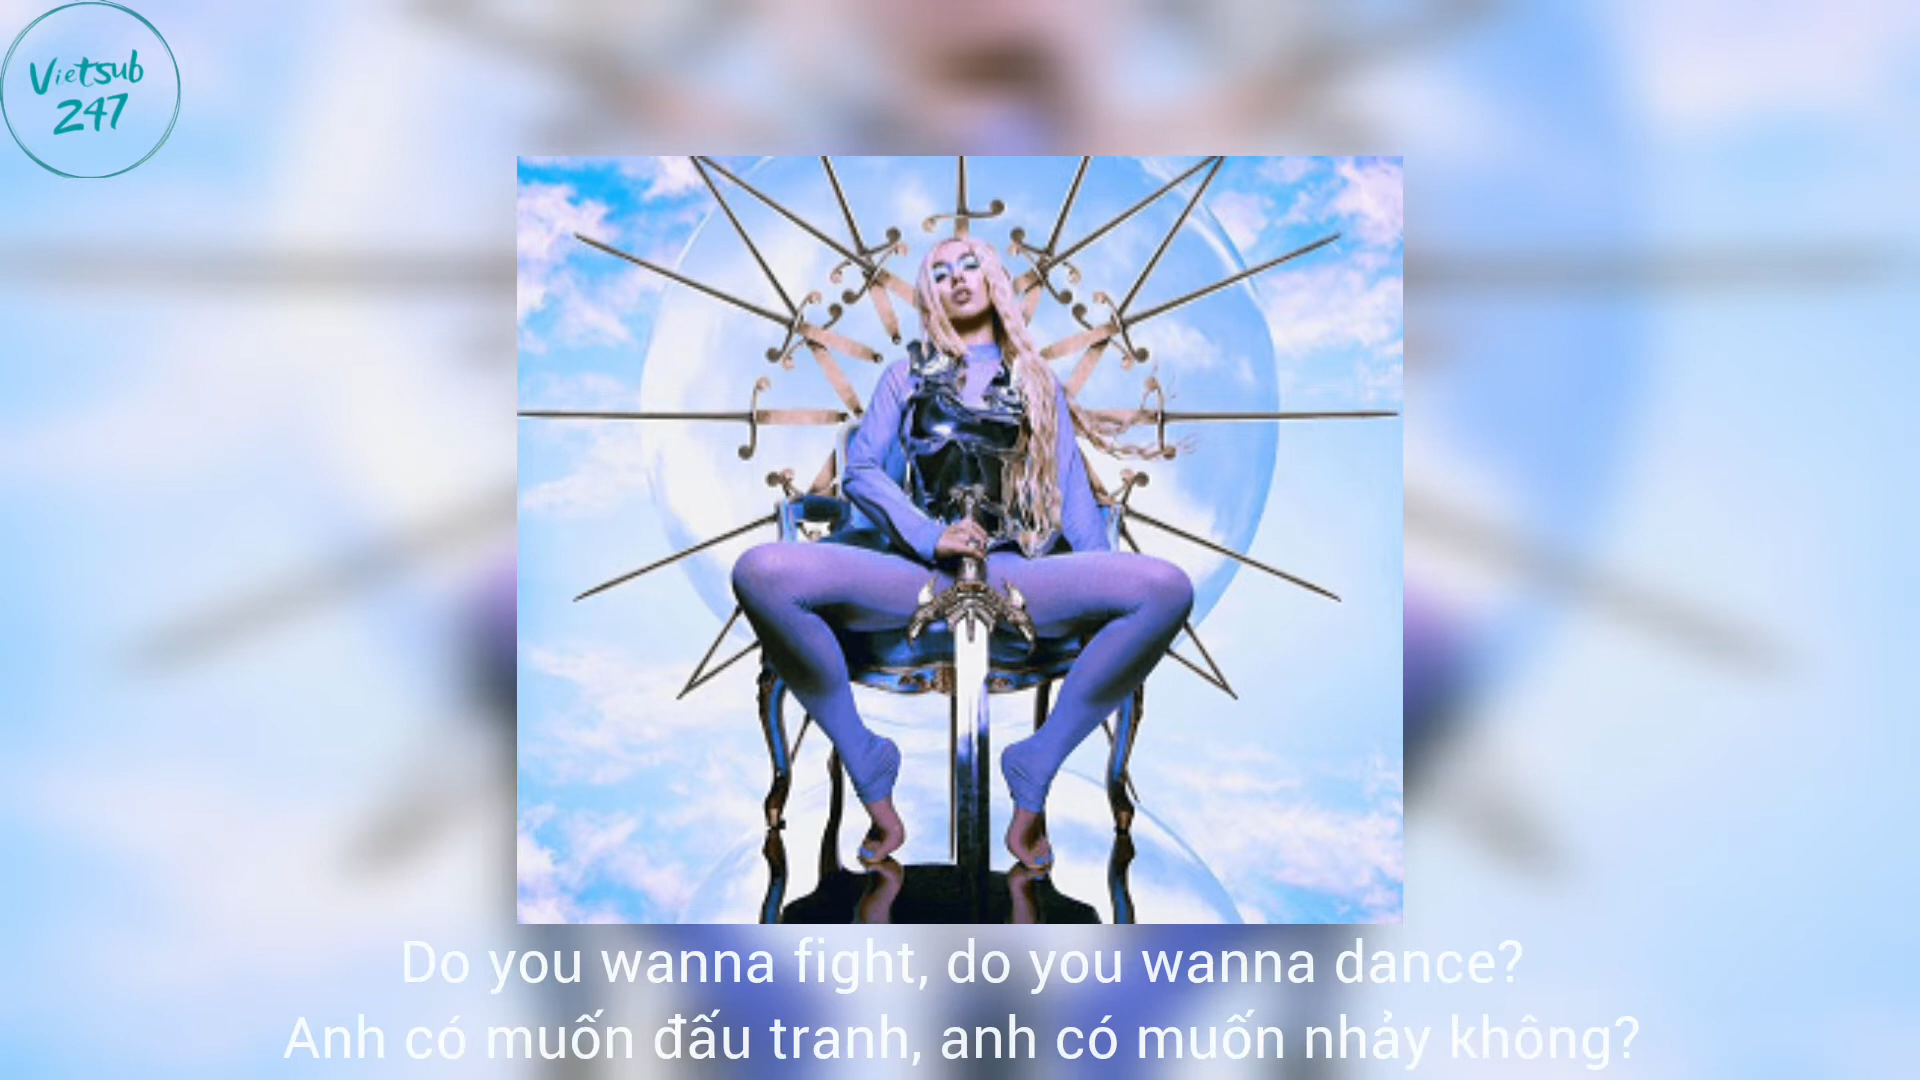 Vietsub
247
Do you wanna fight, do you wanna dance?
Anh có muốn đấu tranh, anh có muốn nhảy không?